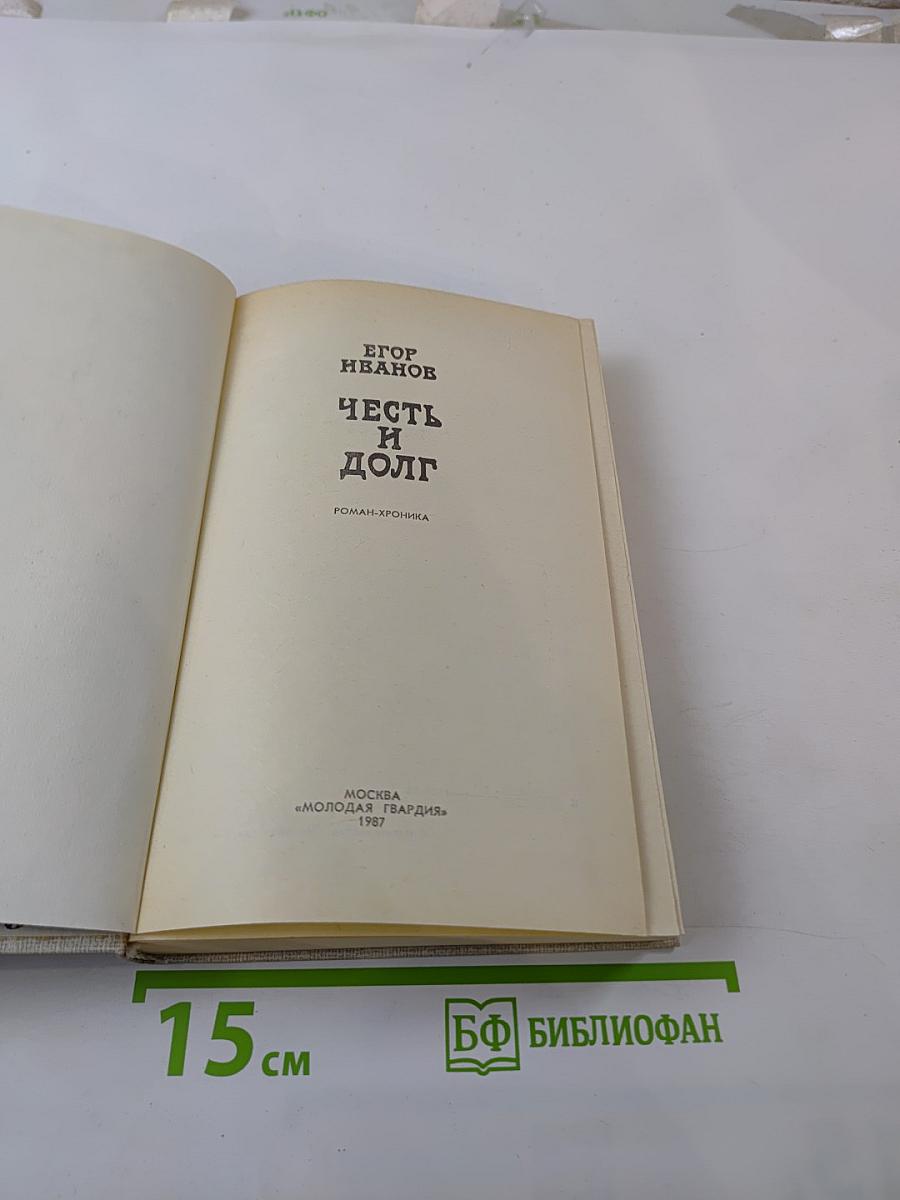 ЕГОР
ИВАНОВ
ЧЕСТЬ
И
ДОЛГ
РОМАН-ХРОНИКА
МОСКВА
«МОЛОДАЯ ГВАРДИЯ»
1987
15 см
БФ БИБЛИОФАН